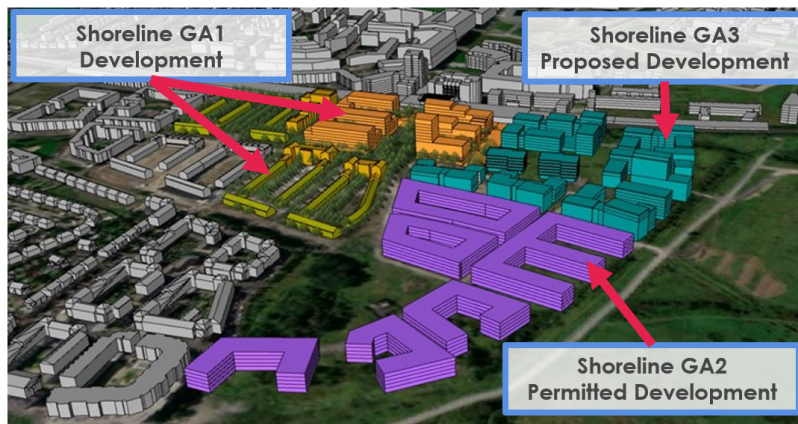 Shoreline GA1
Development
Shoreline GA3
Proposed Development
Shoreline GA2
Permitted Development